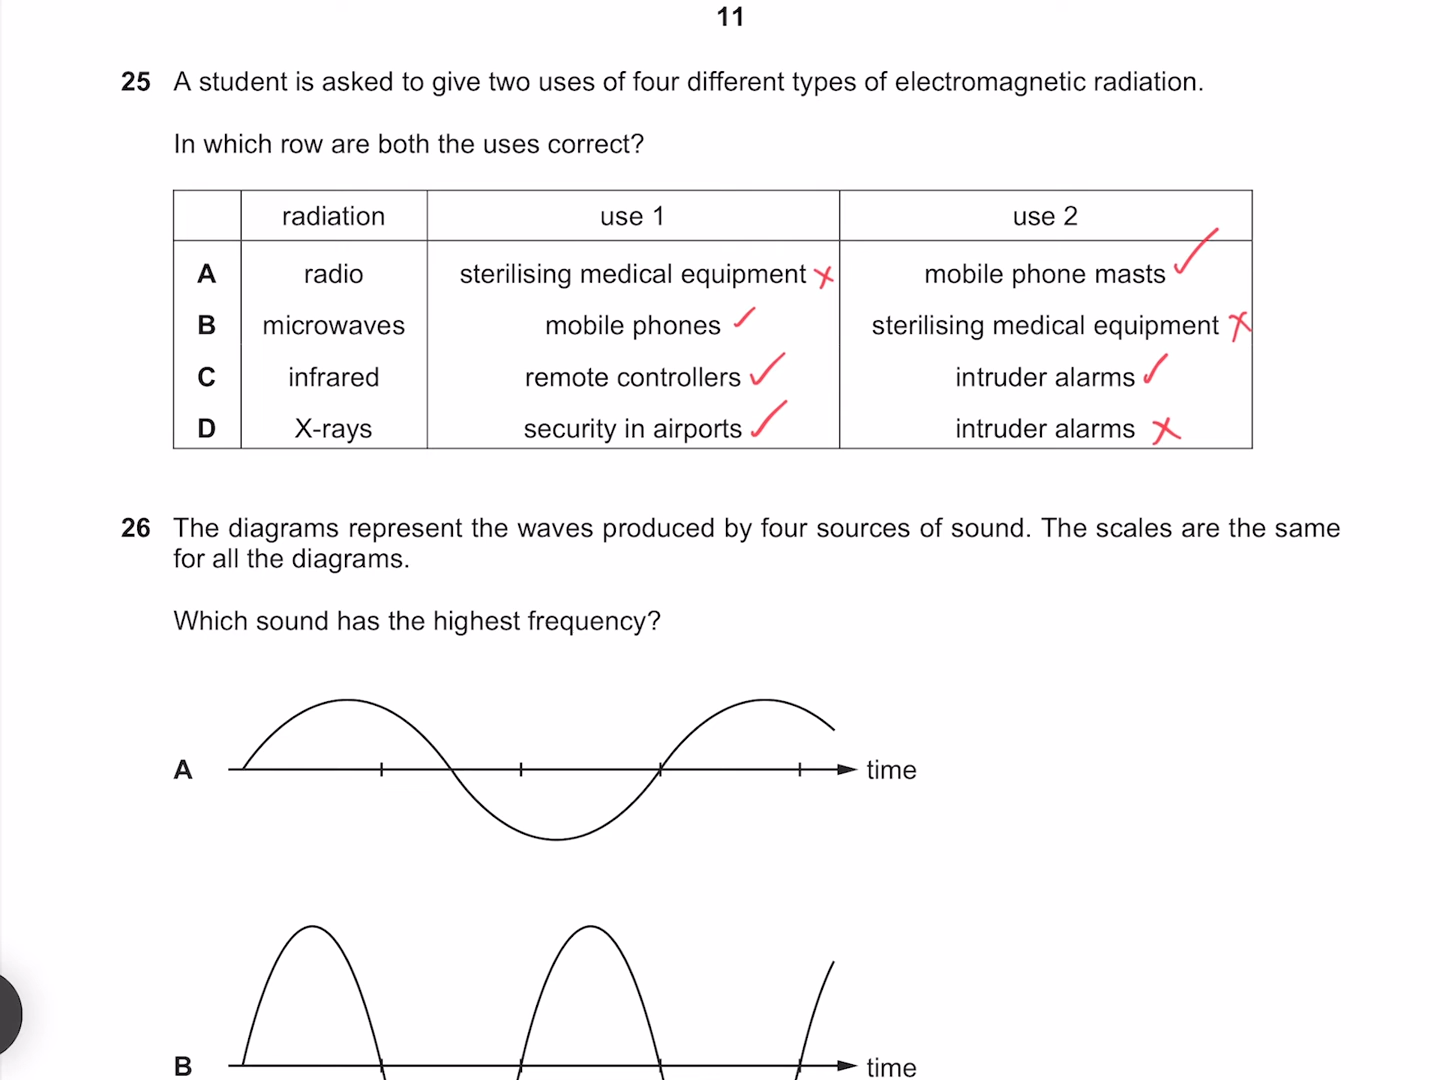 11
25 A student is asked to give two uses of four different types of electromagnetic radiation.
In which row are both the uses correct?
radiation use 1 use 2
A radio sterilising medical equipment mobile phone masts
B microwaves mobile phones sterilising medical equipment
C infrared remote controllers intruder alarms
D X-rays security in airports intruder alarms
26 The diagrams represent the waves produced by four sources of sound. The scales are the same
for all the diagrams.
Which sound has the highest frequency?
A time
B time